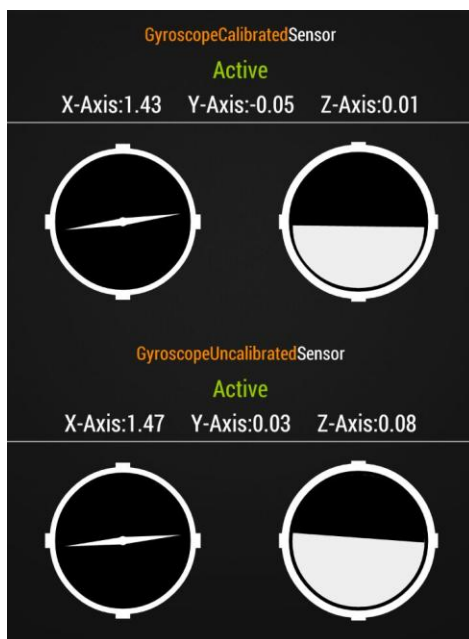 GyroscopeCalibratedSensor
Active
X-Axis:1.43 Y-Axis:-0.05 Z-Axis:0.01
GyroscopeUncalibratedSensor
Active
X-Axis:1.47 Y-Axis:0.03 Z-Axis:0.08